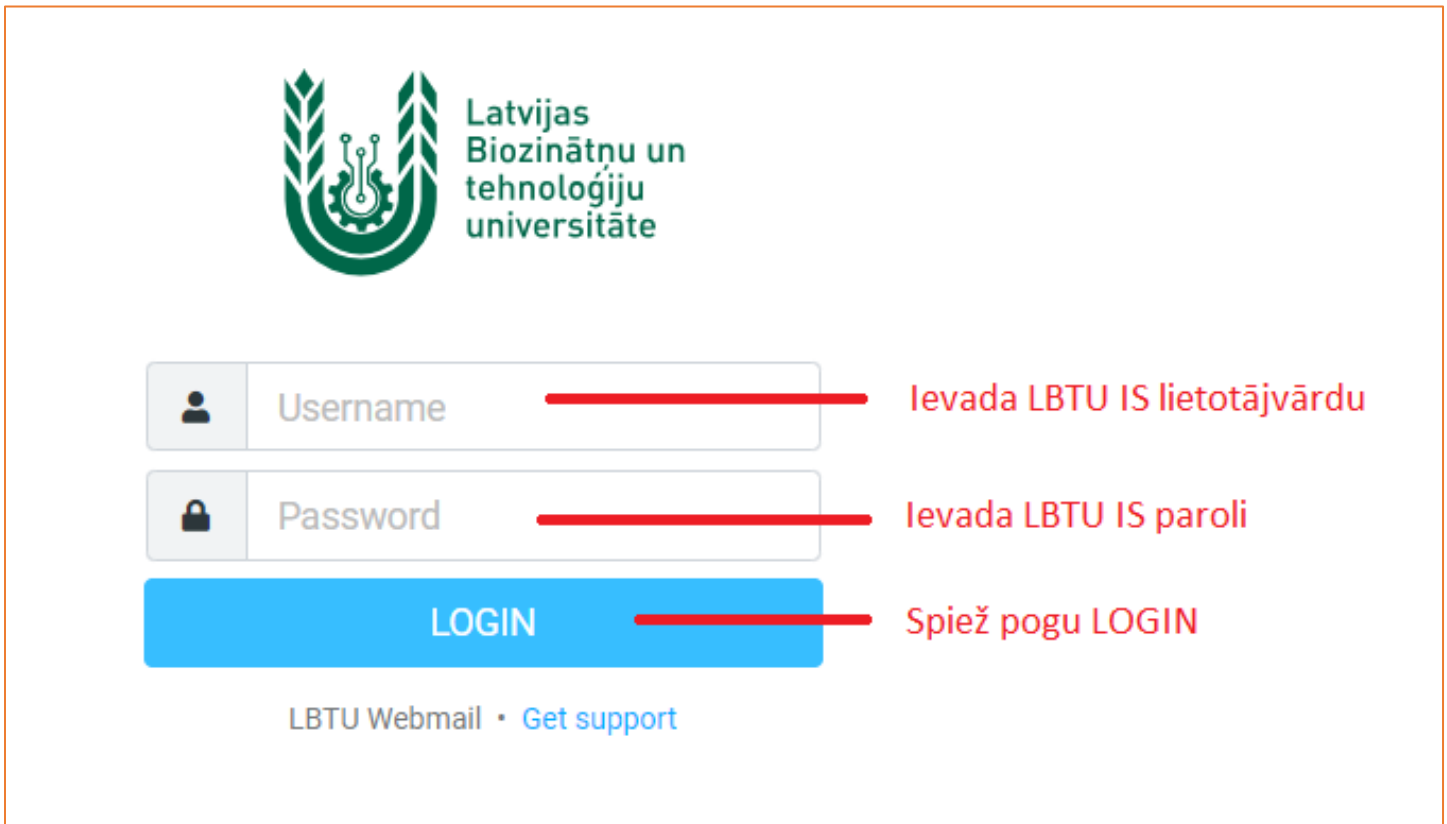 Latvijas
Biozinātņu un
tehnoloģiju
universitāte
Username
Ievada LBTU IS lietotājvārdu
Password
Ievada LBTU IS paroli
LOGIN
Spiež pogu LOGIN
LBTU Webmail • Get support